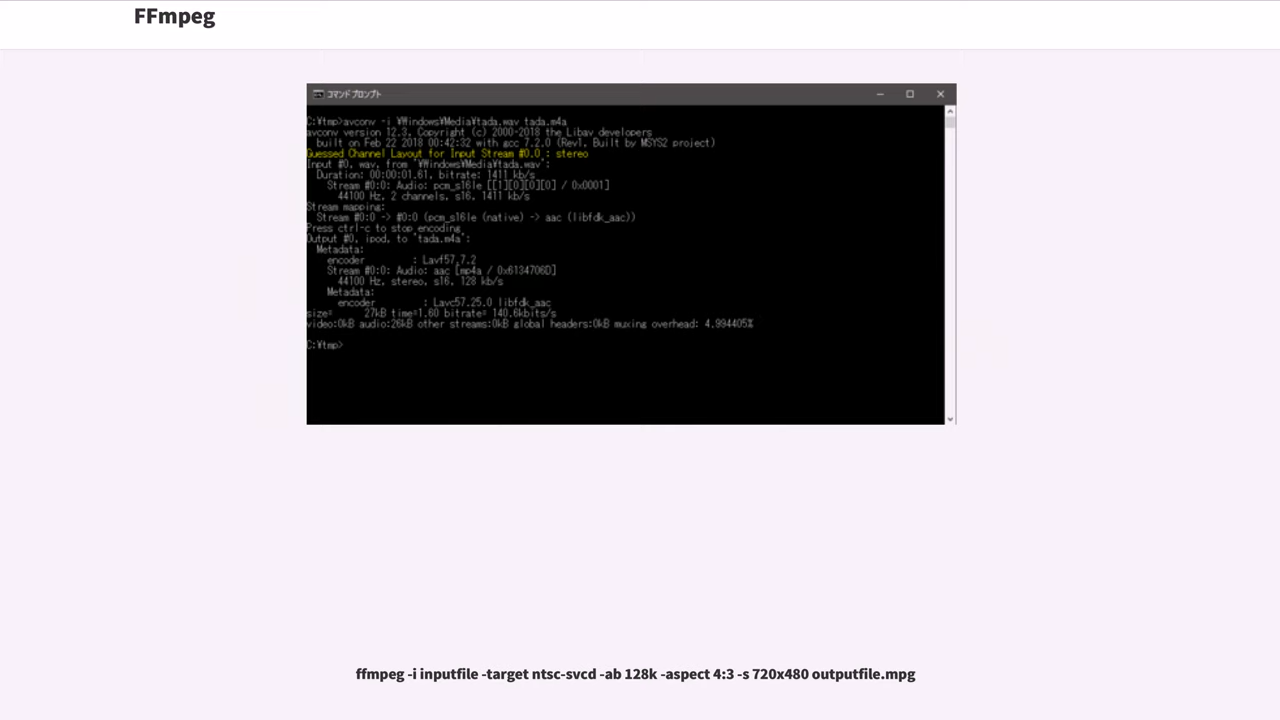 FFmpeg
コマンド プロンプト
C:¥tmp>avconv -i ¥Windows¥Media¥tada.wav tada.m4a
avconv version 12.3, Copyright (c) 2000-2018 the Libav developers
built on Feb 22 2018 00:42:32 with gcc 7.2.0 (Rev1, Built by MSYS2 project)
Guessed Channel Layout for Input Stream #0.0 : stereo
Input #0, wav, from '¥Windows¥Media¥tada.wav':
Duration: 00:00:01.61, bitrate: 1411 kb/s
Stream #0:0: Audio: pcm_s16le [[1][0][0][0] / 0x0001]
44100 Hz, 2 channels, s16, 1411 kb/s
Stream mapping:
Stream #0:0 -> #0:0 (pcm_s16le (native) -> aac (libfdk_aac))
Press ctrl-c to stop encoding
Output #0, ipod, to 'tada.m4a':
Metadata:
encoder : Lavf57.7.2
Stream #0:0: Audio: aac [mp4a / 0x6134706D]
44100 Hz, stereo, s16, 128 kb/s
Metadata:
encoder : Lavc57.25.0 libfdk_aac
size= 27kB time=1.60 bitrate= 140.6kbits/s
video:0kB audio:26kB other streams:0kB global headers:0kB muxing overhead: 4.994405%
C:¥tmp>
ffmpeg -i inputfile -target ntsc-svcd -ab 128k -aspect 4:3 -s 720x480 outputfile.mpg